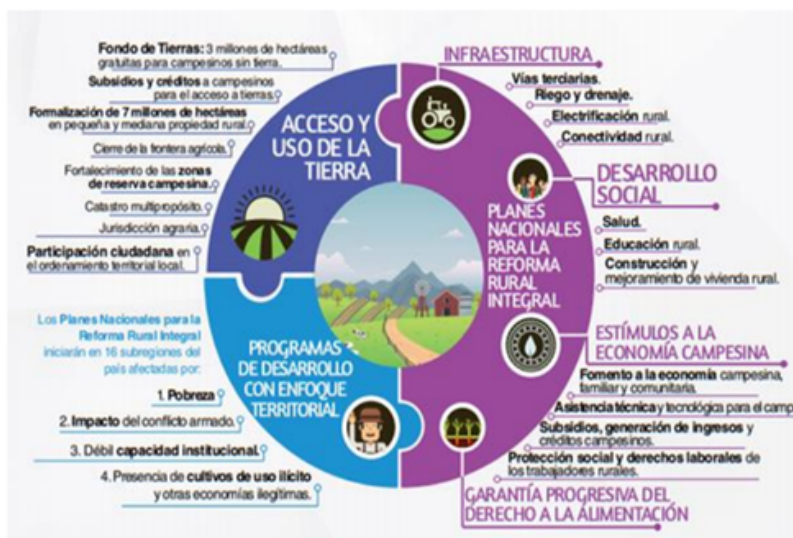 Fondo de Tierras: 3 millones de hectáreas
gratuitas para campesinos sin tierra.
Subsidios y créditos a campesinos
para el acceso a tierras.
Formalización de 7 millones de hectáreas
en pequeña y mediana propiedad rural.
Cierre de la frontera agrícola.
Fortalecimiento de las zonas
de reserva campesina.
Catastro multipropósito.
Jurisdicción agraria.
Participación ciudadana en
el ordenamiento territorial local.
ACCESO Y
USO DE LA
TIERRA
Los Planes Nacionales para la
Reforma Rural Integral
iniciarán en 16 subregiones del
país afectadas por:
1. Pobreza
2. Impacto del conflicto armado.
3. Débil capacidad institucional.
4. Presencia de cultivos de uso ilícito
y otras economías ilegítimas.
PROGRAMAS
DE DESARROLLO
CON ENFOQUE
TERRITORIAL
PLANES
NACIONALES
PARA LA
REFORMA
RURAL
INTEGRAL
INFRAESTRUCTURA
Vías terciarias.
Riego y drenaje.
Electrificación rural.
Conectividad rural.
DESARROLLO
SOCIAL
Salud.
Educación rural.
Construcción y
mejoramiento de vivienda rural.
ESTÍMULOS A LA
ECONOMÍA CAMPESINA
Fomento a la economía campesina,
familiar y comunitaria.
Asistencia técnica y tecnológica para el camp
Subsidios, generación de ingresos y
créditos campesinos.
Protección social y derechos laborales de
los trabajadores rurales.
GARANTÍA PROGRESIVA DEL
DERECHO A LA ALIMENTACIÓN